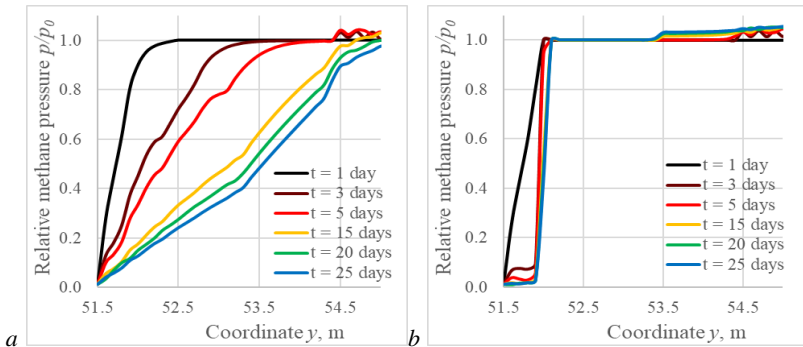 Relative methane pressure p/p0
1.0
0.8
0.6
0.4
0.2
0.0
51.5 52.5 53.5 54.5
Coordinate y, m
t = 1 day
t = 3 days
t = 5 days
t = 15 days
t = 20 days
t = 25 days
a
Relative methane pressure p/p0
1.0
0.8
0.6
0.4
0.2
0.0
51.5 52.5 53.5 54.5
Coordinate y, m
t = 1 day
t = 3 days
t = 5 days
t = 15 days
t = 20 days
t = 25 days
b